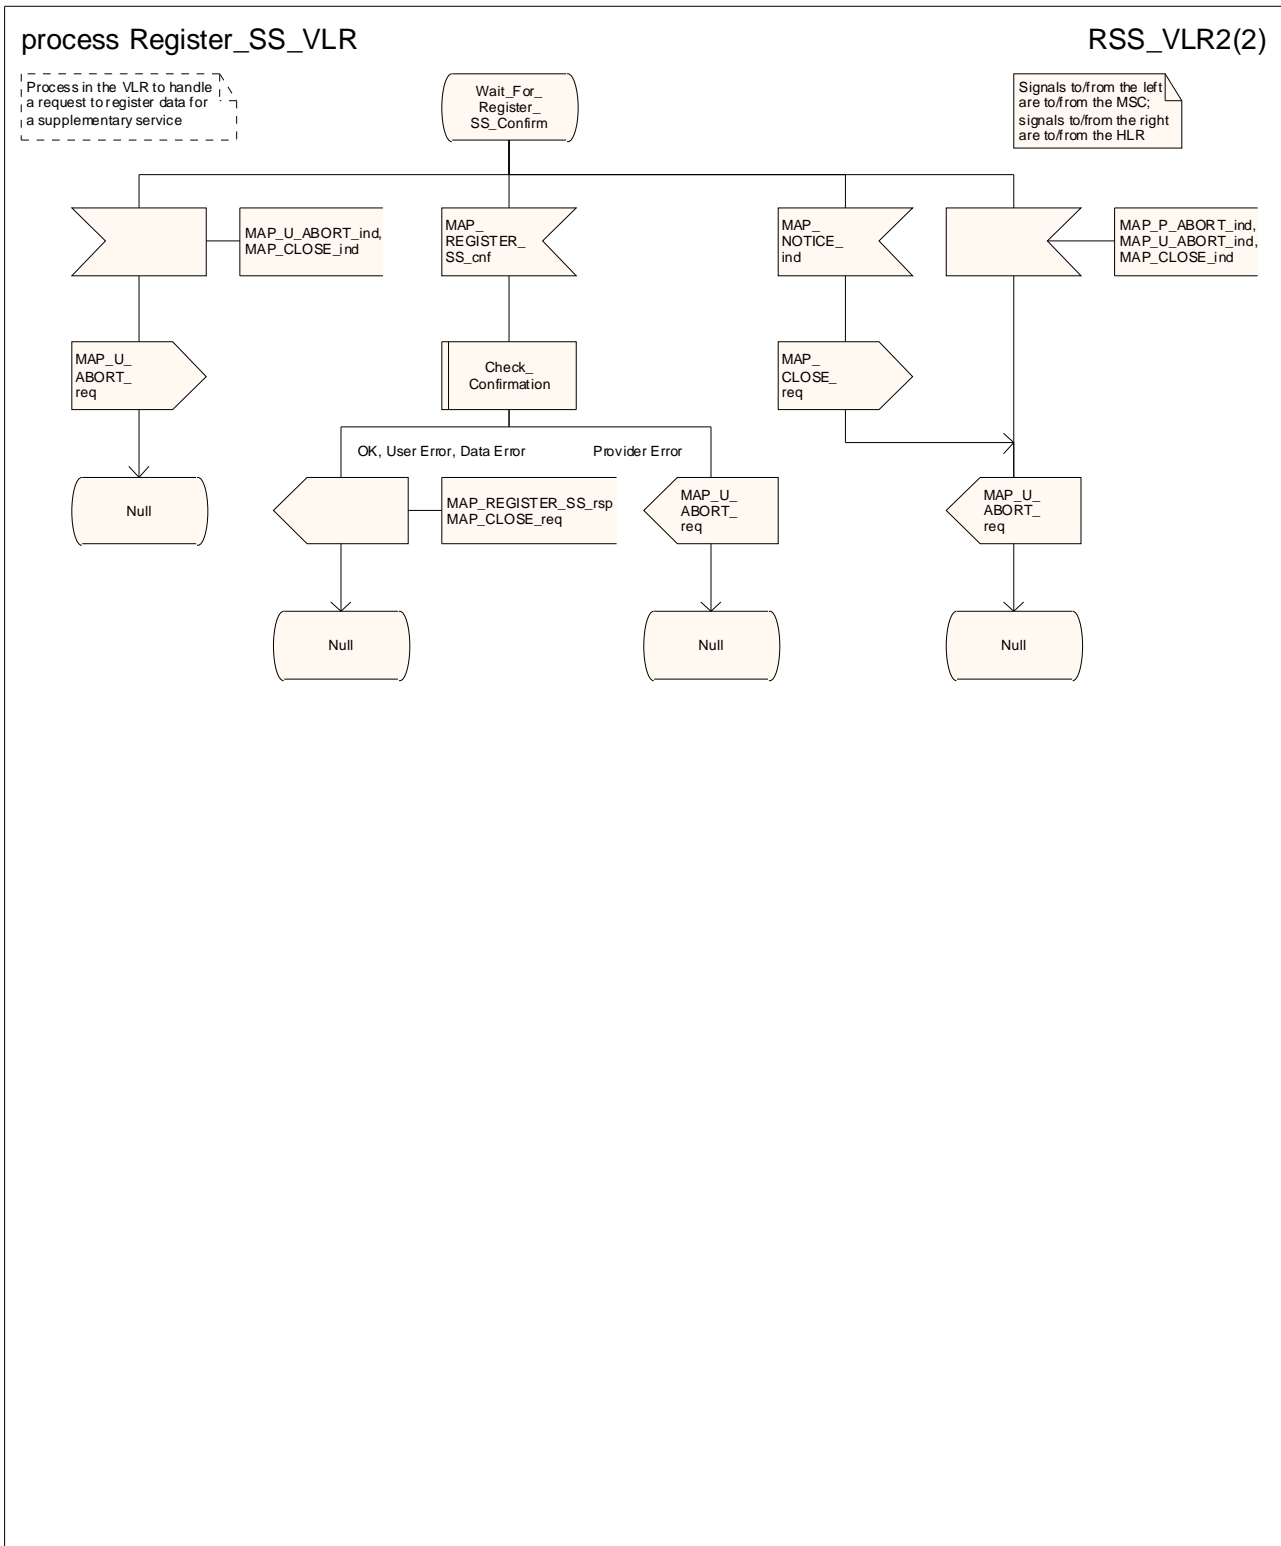 process Register_SS_VLR
RSS_VLR2(2)
Process in the VLR to handle
a request to register data for
a supplementary service
Wait_For_
Register_
SS_Confirm
Signals to/from the left
are to/from the MSC;
signals to/from the right
are to/from the HLR
MAP_U_ABORT_ind,
MAP_CLOSE_ind
MAP_
REGISTER_
SS_cnf
MAP_
NOTICE_
ind
MAP_P_ABORT_ind,
MAP_U_ABORT_ind,
MAP_CLOSE_ind
MAP_U_
ABORT_
req
Check_
Confirmation
MAP_
CLOSE_
req
OK, User Error, Data Error
Provider Error
Null
MAP_REGISTER_SS_rsp
MAP_CLOSE_req
MAP_U_
ABORT_
req
MAP_U_
ABORT_
req
Null
Null
Null